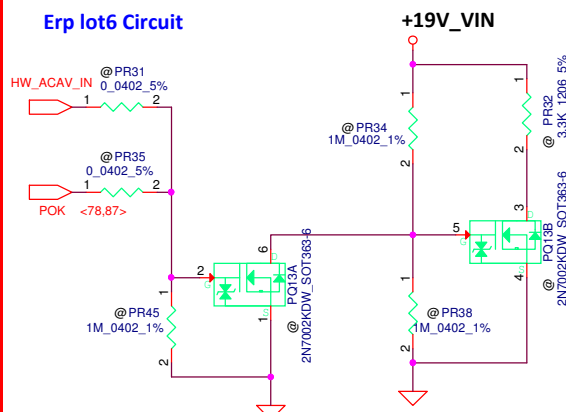 Erp lot6 Circuit
+19V_VIN
HW_ACAV_IN
@PR31
0_0402_5%
1
2
@PR35
0_0402_5%
1
2
POK
<78,87>
@PR45
1M_0402_1%
1
2
2
G
D
6
S
1
PQ13A
2N7002KDW_SOT363-6
@
@PR34
1M_0402_1%
1
2
@PR38
1M_0402_1%
1
2
1
2
@ PR32
3.3K_1206_5%
5
G
D
3
S
4
PQ13B
2N7002KDW_SOT363-6
@